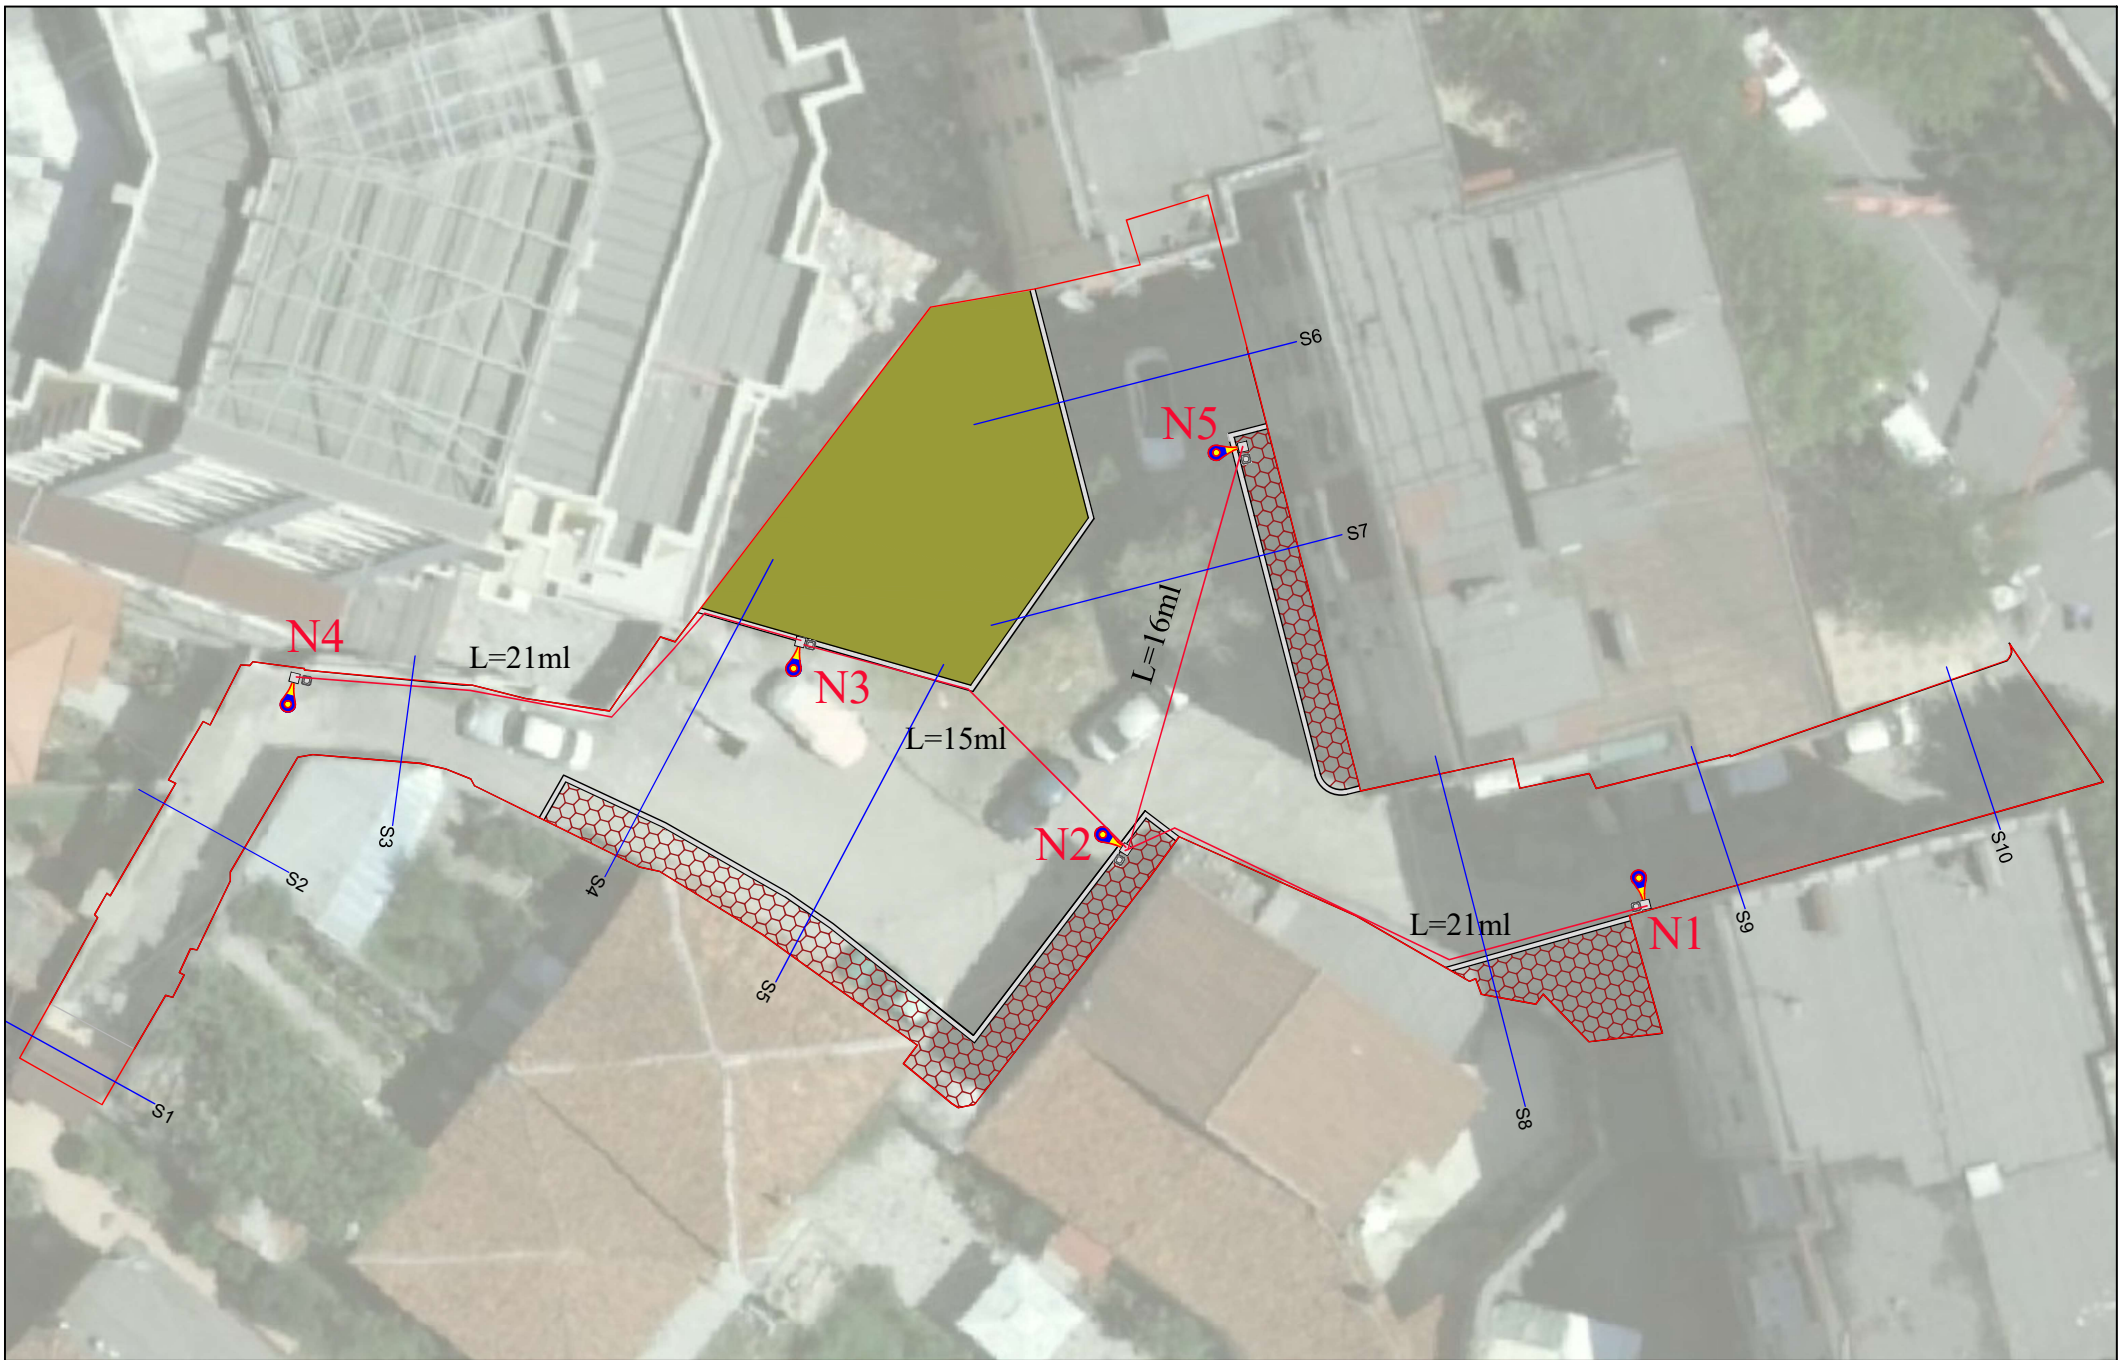 S6
N5
S7
L=16ml
N4
L=21ml
N3
L=15ml
N2
S3
S2
S4
S5
S1
L=21ml
N1
S9
S10
S8